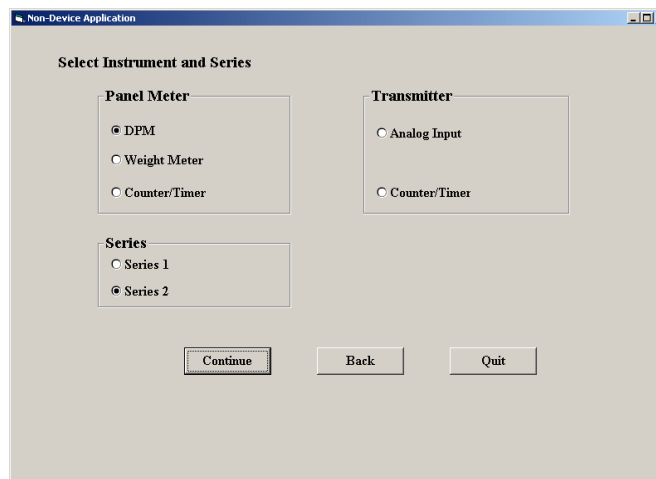 Non-Device Application
Select Instrument and Series
Panel Meter
DPM
Weight Meter
Counter/Timer
Transmitter
Analog Input
Counter/Timer
Series
Series 1
Series 2
Continue
Back
Quit